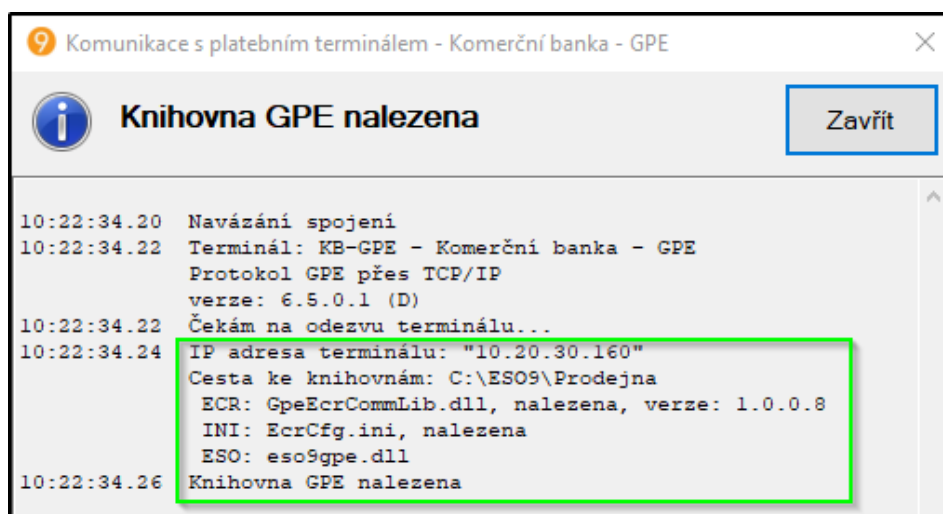 9 Komunikace s platebním terminálem - Komerční banka - GPE
Knihovna GPE nalezena
Zavřít
10:22:34.20 Navázání spojení
10:22:34.22 Terminál: KB-GPE - Komerční banka - GPE
Protokol GPE přes TCP/IP
verze: 6.5.0.1 (D)
10:22:34.22 Čekám na odezvu terminálu...
10:22:34.24 IP adresa terminálu: "10.20.30.160"
Cesta ke knihovnám: C:\ESO9\Prodejna
ECR: GpeEcrCommLib.dll, nalezena, verze: 1.0.0.8
INI: EcrCfg.ini, nalezena
ESO: eso9gpe.dll
10:22:34.26 Knihovna GPE nalezena